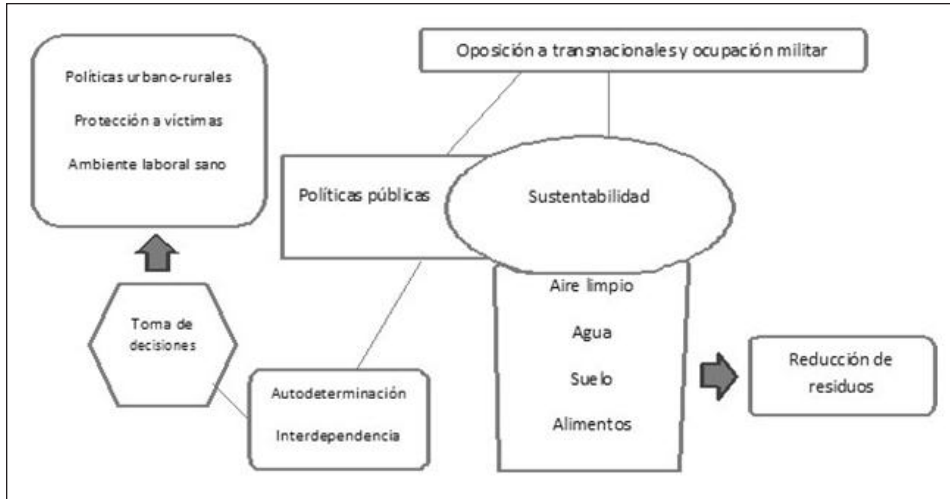 Oposición a transnacionales y ocupación militar
Políticas urbano-rurales
Protección a víctimas
Ambiente laboral sano
Políticas públicas
Sustentabilidad
Aire limpio
Agua
Suelo
Alimentos
Toma de
decisiones
Autodeterminación
Interdependencia
Reducción de
residuos